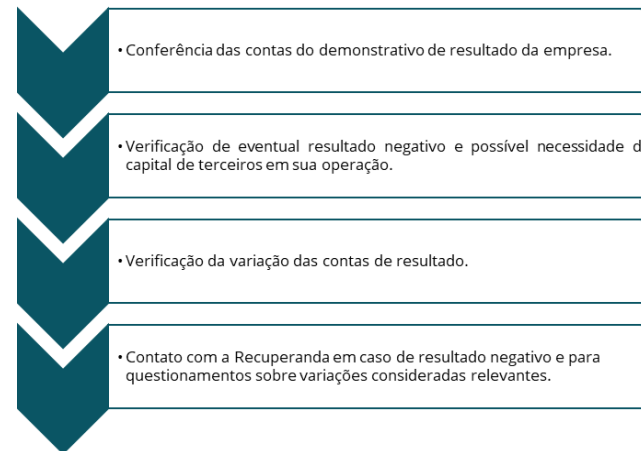 • Conferência das contas do demonstrativo de resultado da empresa.
• Verificação de eventual resultado negativo e possível necessidade d
capital de terceiros em sua operação.
• Verificação da variação das contas de resultado.
• Contato com a Recuperanda em caso de resultado negativo e para
questionamentos sobre variações consideradas relevantes.